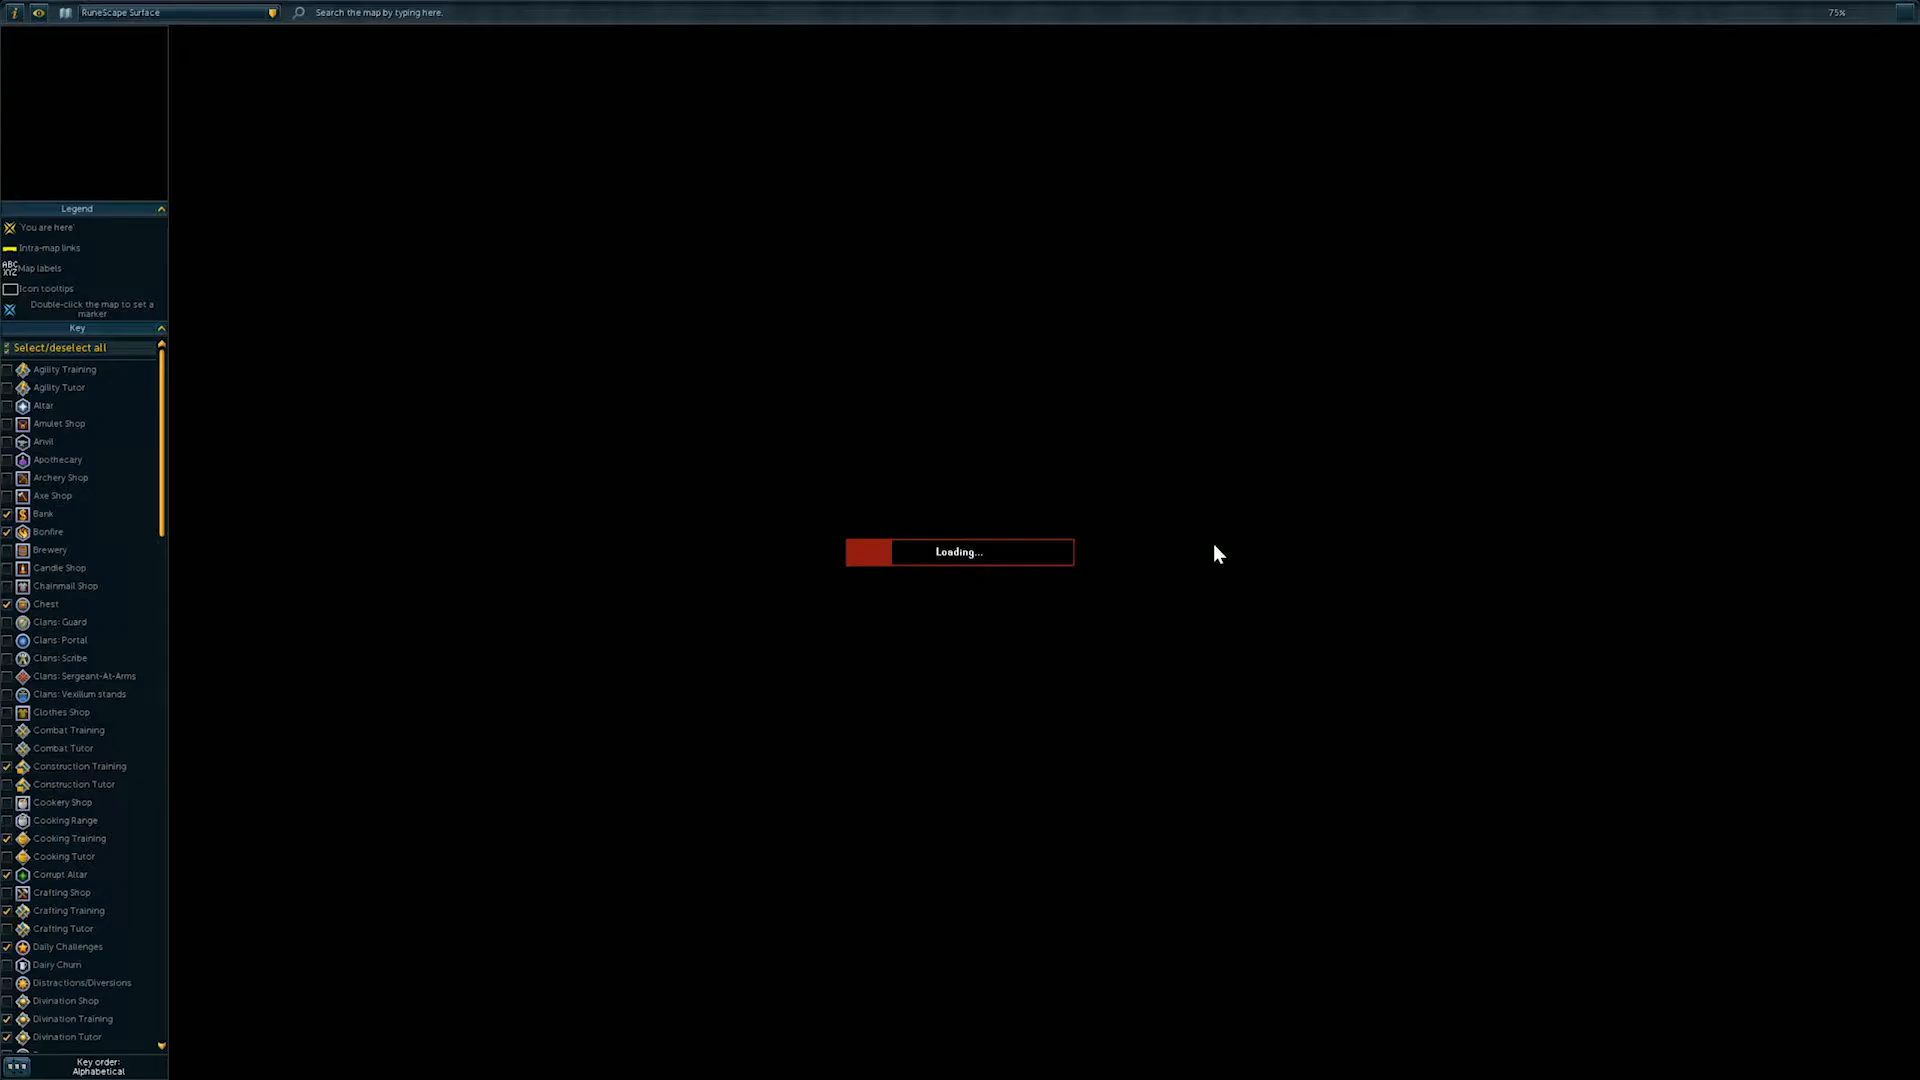 RuneScape Surface
Search the map by typing here.
75%
Legend
'You are here'
Intra-map links
ABC
XYZ
Map labels
Icon tooltips
Double-click the map to set a
marker
Key
Select/deselect all
Agility Training
Agility Tutor
Altar
Amulet Shop
Anvil
Apothecary
Archery Shop
Axe Shop
Bank
Bonfire
Brewery
Candle Shop
Chainmail Shop
Chest
Clans: Guard
Clans: Portal
Clans: Scribe
Clans: Sergeant-At-Arms
Clans: Vexillum stands
Clothes Shop
Combat Training
Combat Tutor
Construction Training
Construction Tutor
Cookery Shop
Cooking Range
Cooking Training
Cooking Tutor
Corrupt Altar
Crafting Shop
Crafting Training
Crafting Tutor
Daily Challenges
Dairy Churn
Distractions/Diversions
Divination Shop
Divination Training
Divination Tutor
Key order:
Alphabetical
Loading...